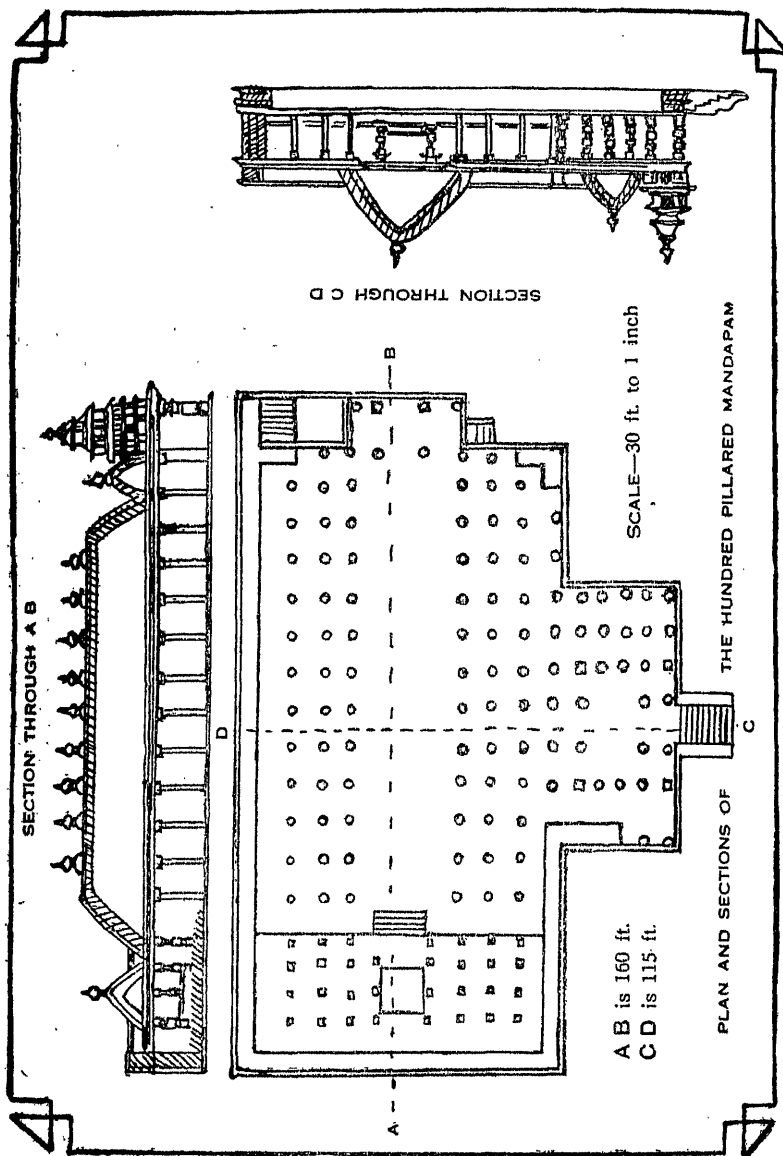 SECTION THROUGH A B
SECTION THROUGH C D
A
B
C
D
SCALE—30 ft. to 1 inch
A B is 160 ft.
C D is 115 ft.
PLAN AND SECTIONS OF THE HUNDRED PILLARED MANDAPAM